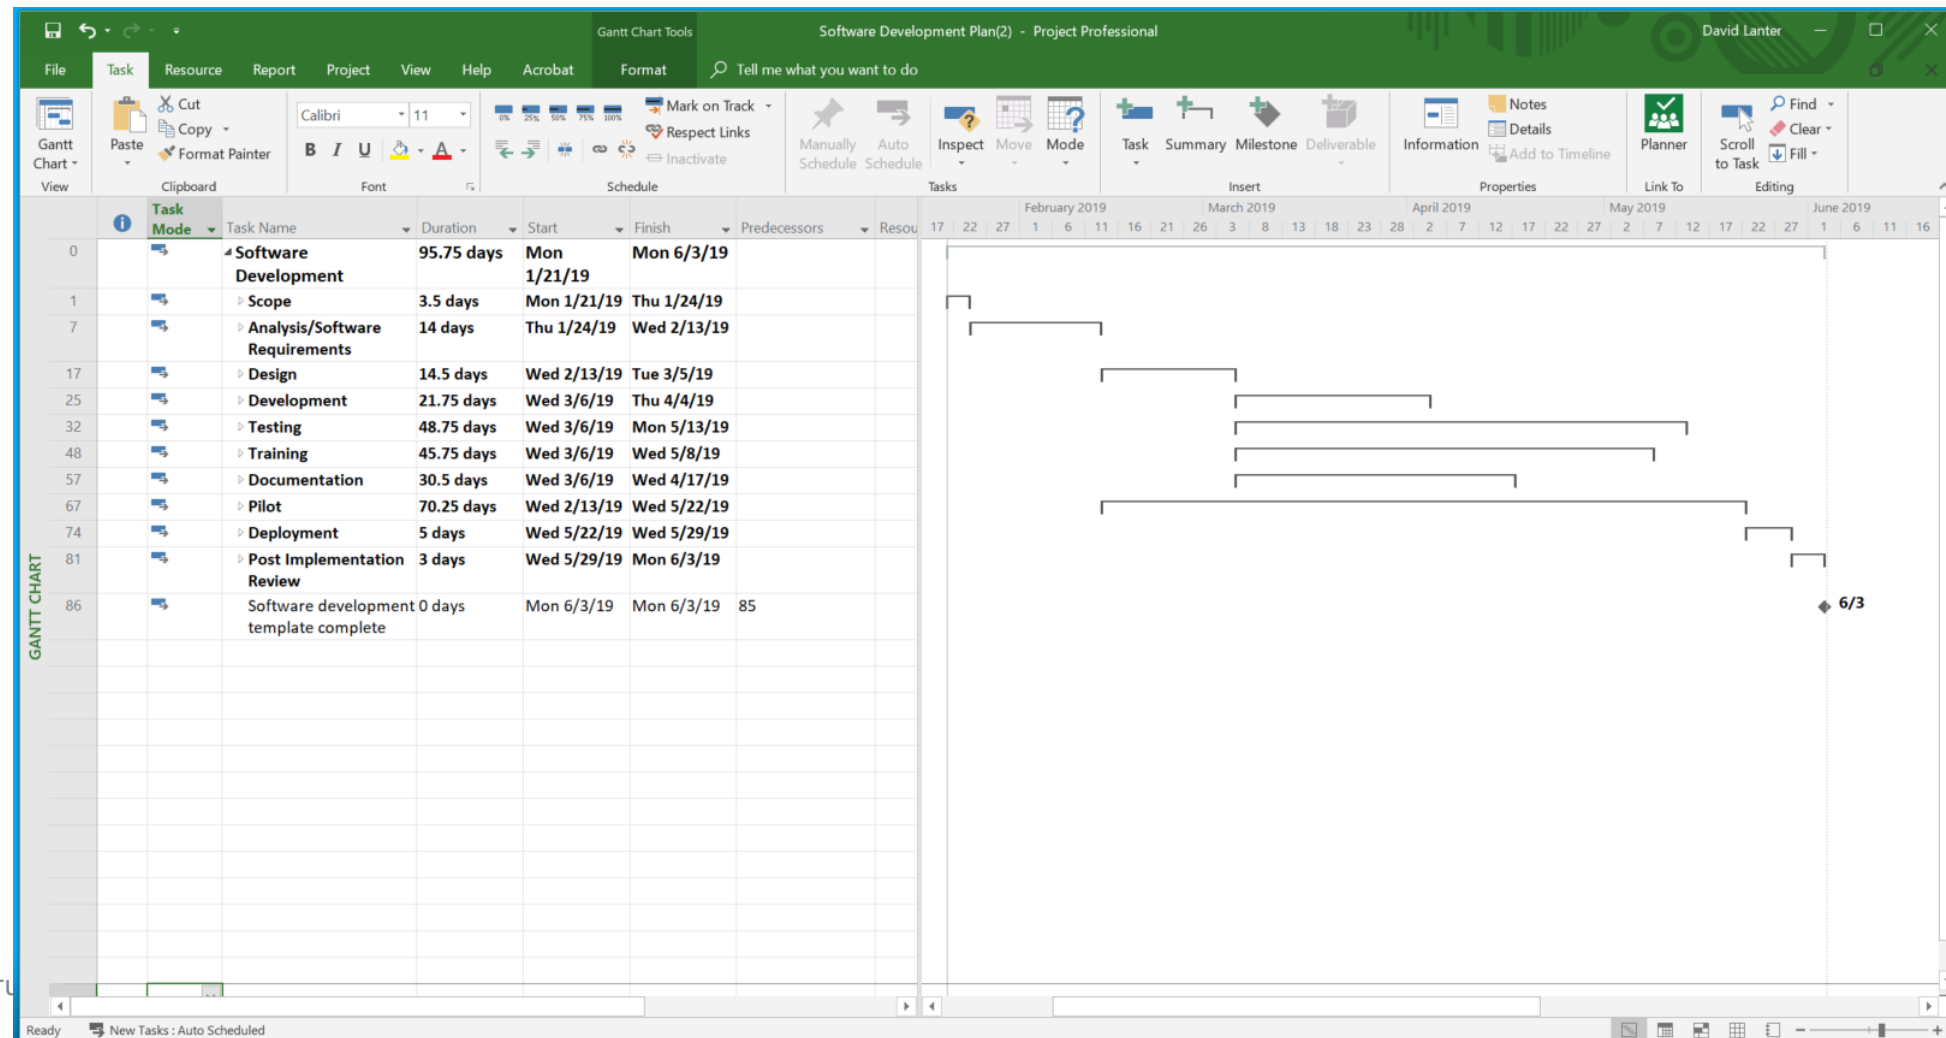 Gantt Chart Tools
Software Development Plan(2) - Project Professional
David Lanter
File Task Resource Report Project View Help Acrobat Format Tell me what you want to do
Gantt Chart
View
Paste
Cut
Copy
Format Painter
Clipboard
Calibri 11
B I U A
Font
0% 25% 50% 75% 100%
Mark on Track
Respect Links
Inactivate
Schedule
Manually Schedule
Auto Schedule
Inspect
Move
Mode
Tasks
Task
Summary
Milestone
Deliverable
Insert
Information
Notes
Details
Add to Timeline
Properties
Planner
Link To
Scroll to Task
Find
Clear
Fill
Editing
Task Mode Task Name Duration Start Finish Predecessors Resou
February 2019 March 2019 April 2019 May 2019 June 2019
17 22 27 1 6 11 16 21 26 3 8 13 18 23 28 2 7 12 17 22 27 2 7 12 17 22 27 1 6 11 16
0 Software Development 95.75 days Mon 1/21/19 Mon 6/3/19
1 Scope 3.5 days Mon 1/21/19 Thu 1/24/19
7 Analysis/Software Requirements 14 days Thu 1/24/19 Wed 2/13/19
17 Design 14.5 days Wed 2/13/19 Tue 3/5/19
25 Development 21.75 days Wed 3/6/19 Thu 4/4/19
32 Testing 48.75 days Wed 3/6/19 Mon 5/13/19
48 Training 45.75 days Wed 3/6/19 Wed 5/8/19
57 Documentation 30.5 days Wed 3/6/19 Wed 4/17/19
67 Pilot 70.25 days Wed 2/13/19 Wed 5/22/19
74 Deployment 5 days Wed 5/22/19 Wed 5/29/19
81 Post Implementation Review 3 days Wed 5/29/19 Mon 6/3/19
86 Software development template complete 0 days Mon 6/3/19 Mon 6/3/19 85
6/3
GANTT CHART
Ready New Tasks : Auto Scheduled